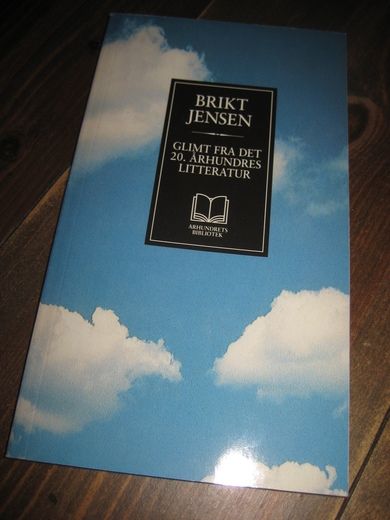 BRIKT
JENSEN
GLIMT FRA DET
20. ÅRHUNDRES
LITTERATUR
ÅRHUNDRETS
BIBLIOTEK